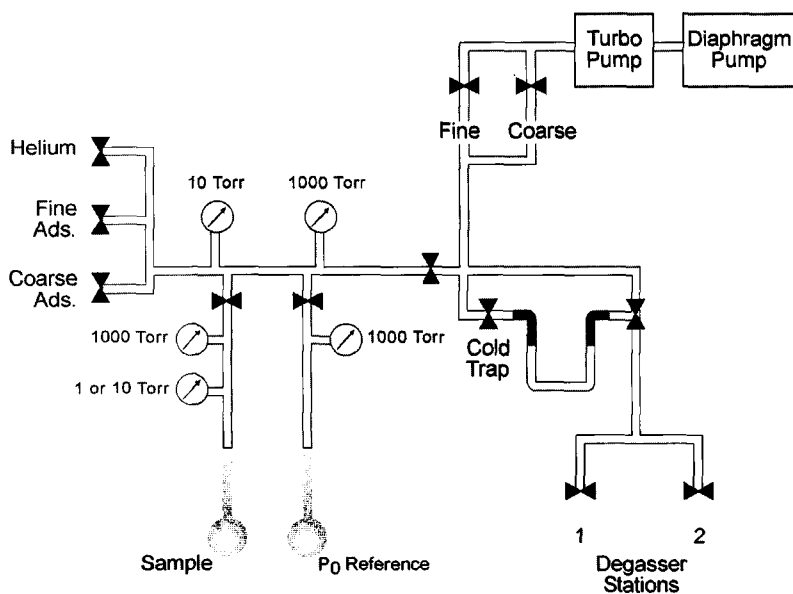 Turbo
Pump
Diaphragm
Pump
Fine
Coarse
Helium
10 Torr
1000 Torr
Fine
Ads.
Coarse
Ads.
1000 Torr
1000 Torr
Cold
Trap
1 or 10 Torr
1
2
Sample
P0 Reference
Degasser
Stations